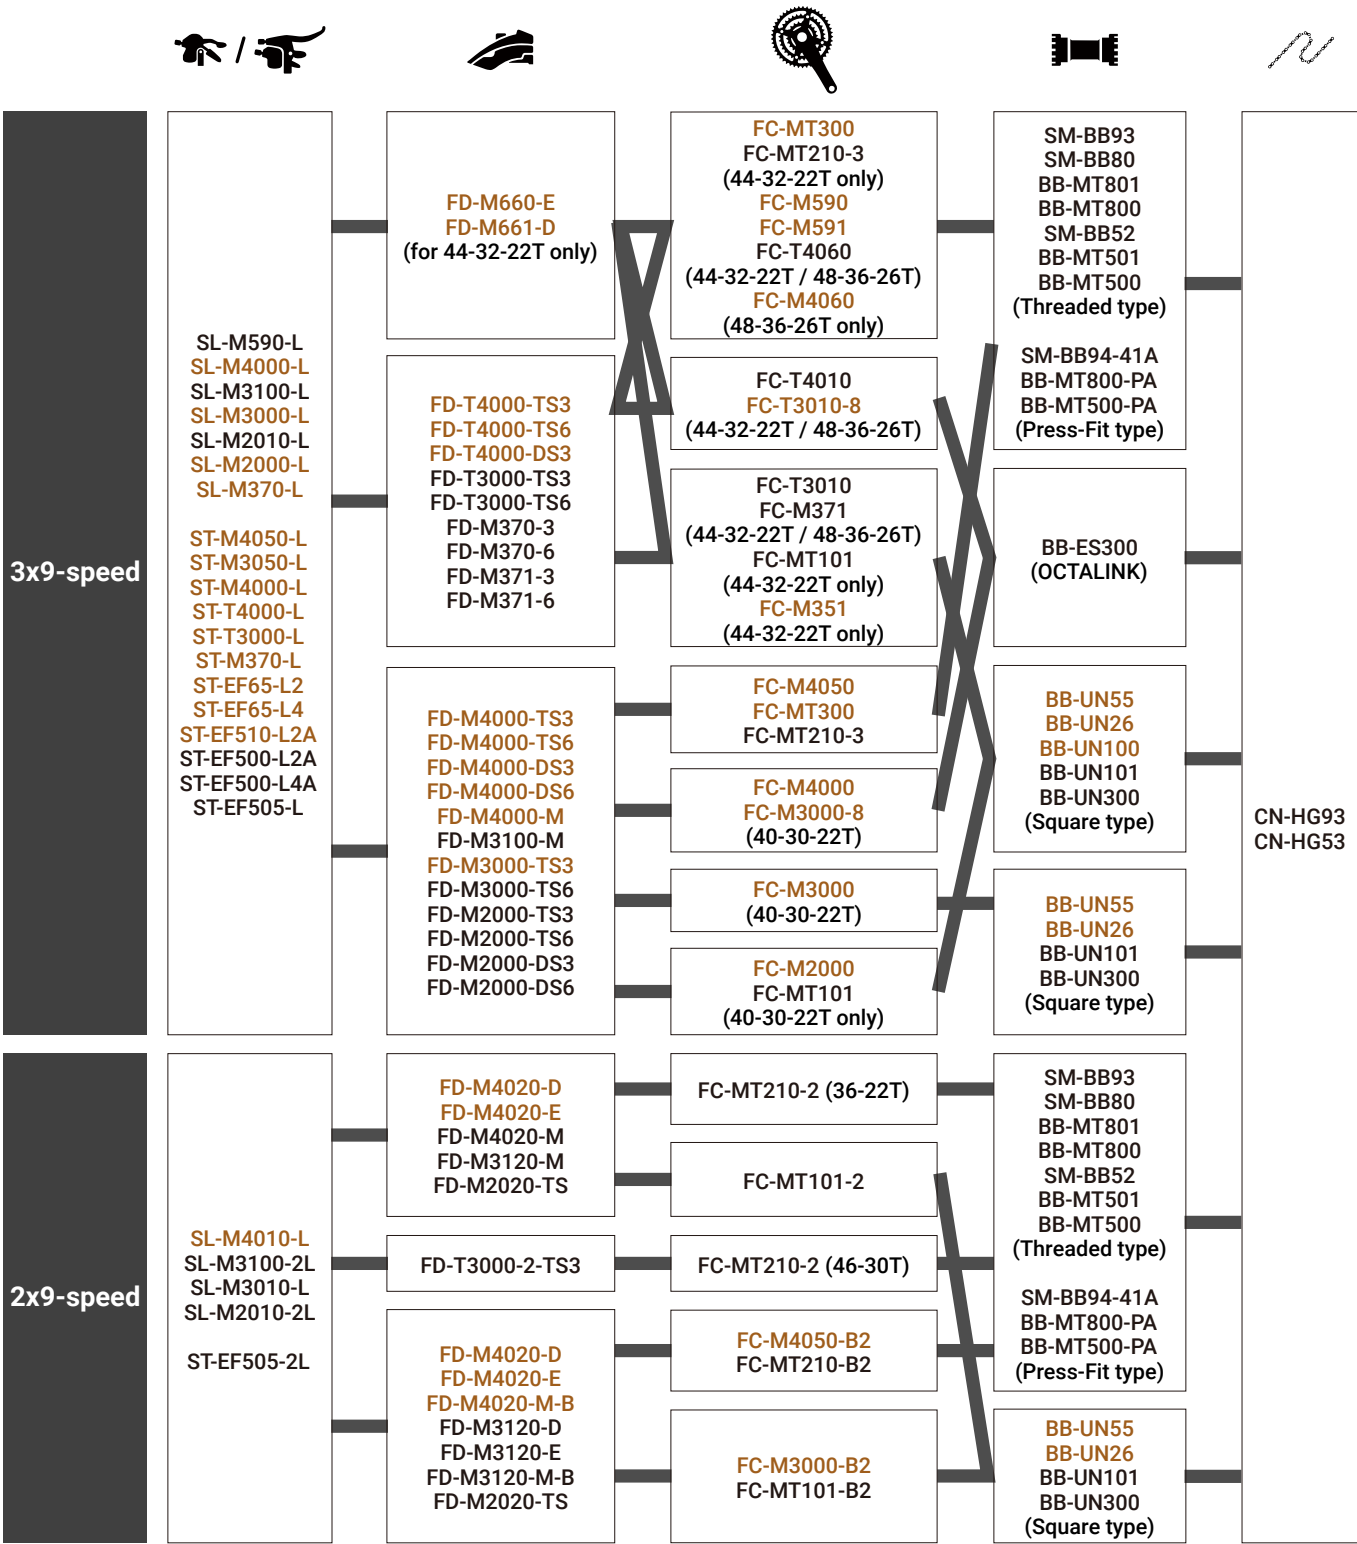 3x9-speed
SL-M590-L
SL-M4000-L
SL-M3100-L
SL-M3000-L
SL-M2010-L
SL-M2000-L
SL-M370-L
ST-M4050-L
ST-M3050-L
ST-M4000-L
ST-T4000-L
ST-T3000-L
ST-M370-L
ST-EF65-L2
ST-EF65-L4
ST-EF510-L2A
ST-EF500-L2A
ST-EF500-L4A
ST-EF505-L
FD-M660-E
FD-M661-D
(for 44-32-22T only)
FD-T4000-TS3
FD-T4000-TS6
FD-T4000-DS3
FD-T3000-TS3
FD-T3000-TS6
FD-M370-3
FD-M370-6
FD-M371-3
FD-M371-6
FD-M4000-TS3
FD-M4000-TS6
FD-M4000-DS3
FD-M4000-DS6
FD-M4000-M
FD-M3100-M
FD-M3000-TS3
FD-M3000-TS6
FD-M2000-TS3
FD-M2000-TS6
FD-M2000-DS3
FD-M2000-DS6
FC-MT300
FC-MT210-3
(44-32-22T only)
FC-M590
FC-M591
FC-T4060
(44-32-22T / 48-36-26T)
FC-M4060
(48-36-26T only)
FC-T4010
FC-T3010-8
(44-32-22T / 48-36-26T)
FC-T3010
FC-M371
(44-32-22T / 48-36-26T)
FC-MT101
(44-32-22T only)
FC-M351
(44-32-22T only)
FC-M4050
FC-MT300
FC-MT210-3
FC-M4000
FC-M3000-8
(40-30-22T)
FC-M3000
(40-30-22T)
FC-M2000
FC-MT101
(40-30-22T only)
SM-BB93
SM-BB80
BB-MT801
BB-MT800
SM-BB52
BB-MT501
BB-MT500
(Threaded type)
SM-BB94-41A
BB-MT800-PA
BB-MT500-PA
(Press-Fit type)
BB-ES300
(OCTALINK)
BB-UN55
BB-UN26
BB-UN100
BB-UN101
BB-UN300
(Square type)
BB-UN55
BB-UN26
BB-UN101
BB-UN300
(Square type)
CN-HG93
CN-HG53
2x9-speed
SL-M4010-L
SL-M3100-2L
SL-M3010-L
SL-M2010-2L
ST-EF505-2L
FD-M4020-D
FD-M4020-E
FD-M4020-M
FD-M3120-M
FD-M2020-TS
FD-T3000-2-TS3
FD-M4020-D
FD-M4020-E
FD-M4020-M-B
FD-M3120-D
FD-M3120-E
FD-M3120-M-B
FD-M2020-TS
FC-MT210-2 (36-22T)
FC-MT101-2
FC-MT210-2 (46-30T)
FC-M4050-B2
FC-MT210-B2
FC-M3000-B2
FC-MT101-B2
SM-BB93
SM-BB80
BB-MT801
BB-MT800
SM-BB52
BB-MT501
BB-MT500
(Threaded type)
SM-BB94-41A
BB-MT800-PA
BB-MT500-PA
(Press-Fit type)
BB-UN55
BB-UN26
BB-UN101
BB-UN300
(Square type)